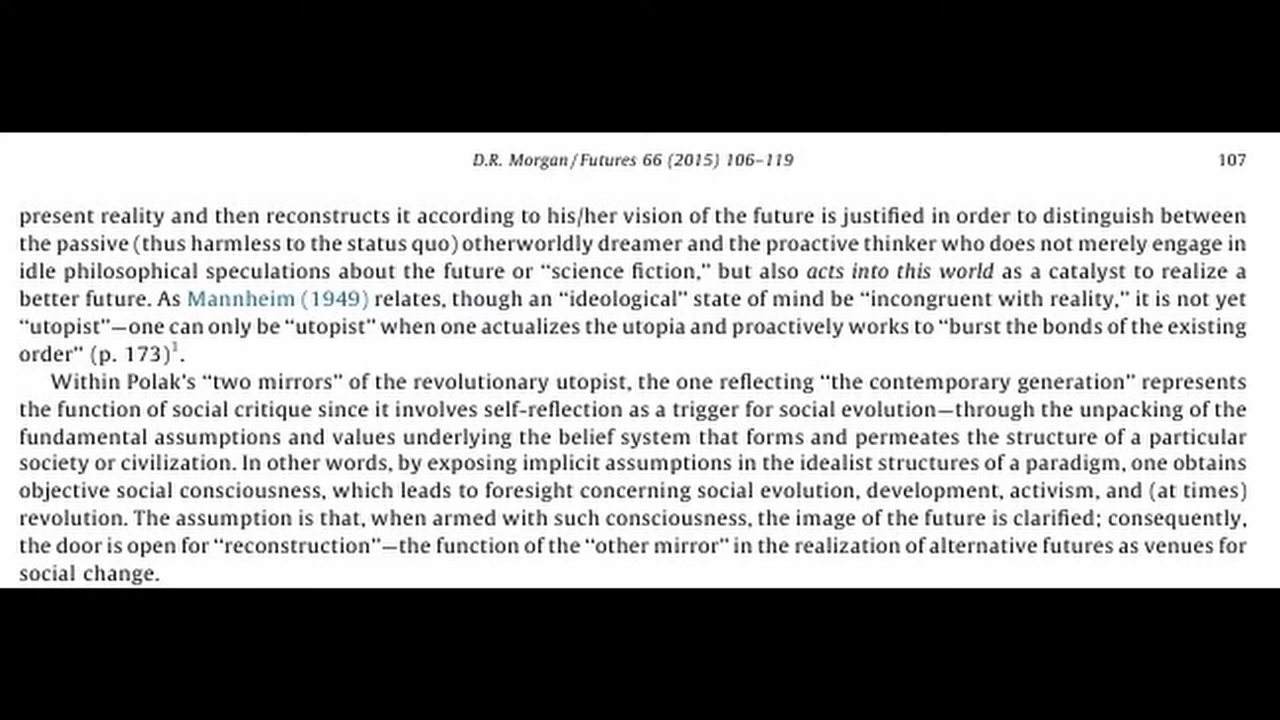 D.R. Morgan / Futures 66 (2015) 106–119 107
present reality and then reconstructs it according to his/her vision of the future is justified in order to distinguish between
the passive (thus harmless to the status quo) otherworldly dreamer and the proactive thinker who does not merely engage in
idle philosophical speculations about the future or “science fiction,” but also acts into this world as a catalyst to realize a
better future. As Mannheim (1949) relates, though an “ideological” state of mind be “incongruent with reality,” it is not yet
“utopist”—one can only be “utopist” when one actualizes the utopia and proactively works to “burst the bonds of the existing
order” (p. 173)¹.
Within Polak's “two mirrors” of the revolutionary utopist, the one reflecting “the contemporary generation” represents
the function of social critique since it involves self-reflection as a trigger for social evolution—through the unpacking of the
fundamental assumptions and values underlying the belief system that forms and permeates the structure of a particular
society or civilization. In other words, by exposing implicit assumptions in the idealist structures of a paradigm, one obtains
objective social consciousness, which leads to foresight concerning social evolution, development, activism, and (at times)
revolution. The assumption is that, when armed with such consciousness, the image of the future is clarified; consequently,
the door is open for “reconstruction”—the function of the “other mirror” in the realization of alternative futures as venues for
social change.